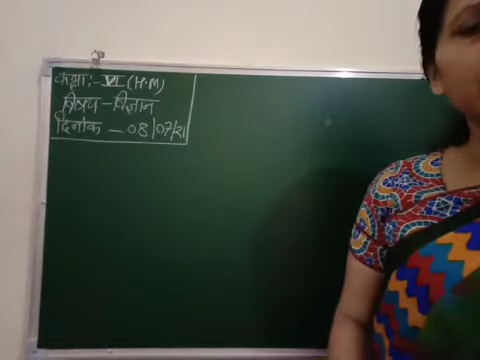 कक्षा:- VI (H.M)
विषय - विज्ञान
दिनांक - 08/07/21